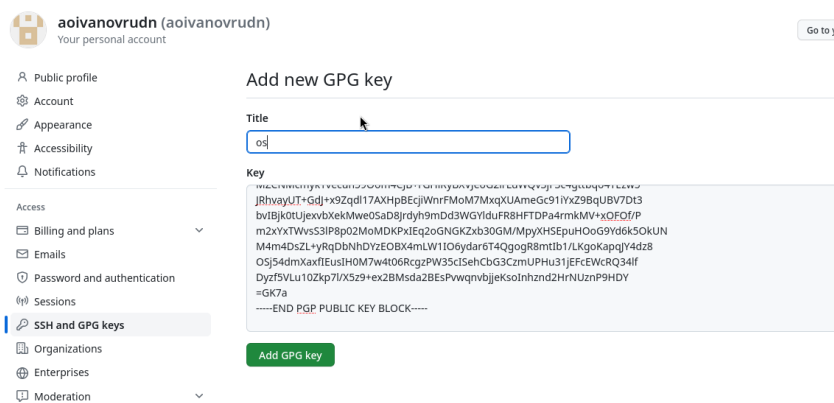 aoivanovrudn (aoivanovrudn)
Your personal account
Go to
Public profile
Account
Appearance
Accessibility
Notifications
Access
Billing and plans
Emails
Password and authentication
Sessions
SSH and GPG keys
Organizations
Enterprises
Moderation
Add new GPG key
Title
os
Key
JRhvayUT+GdJ+x9Zqdl17AXHpBEcjiWnrFMoM7MxqXUAmeGc91iYxZ9BqUBV7Dt3
bvIBjk0tUjexvbXekMwe0SaD8Jrdyh9mDd3WGYlduFR8HFTDPa4rmkMV+xOFOf/P
m2xYxTWvsS3lP8p02MoMDKPxIEq2oGNGKZxb30GM/MpyXHSEpuHOoG9Yd6k5OkUN
M4m4DsZL+yRqDbNhDYzEOBX4mLW1IO6ydar6T4QgogR8mtIb1/LKgoKapqjY4dz8
OSj54dmXaxfIEusIH0M7w4t06RcgzPW35cISehCbG3CzmUPHu31jEFcEWcRQ34lf
Dyzf5VLu10Zkp7l/X5z9+ex2BMsda2BEsPvwqnvbjjeKsoInhznd2HrNUznP9HDY
=GK7a
-----END PGP PUBLIC KEY BLOCK-----
Add GPG key